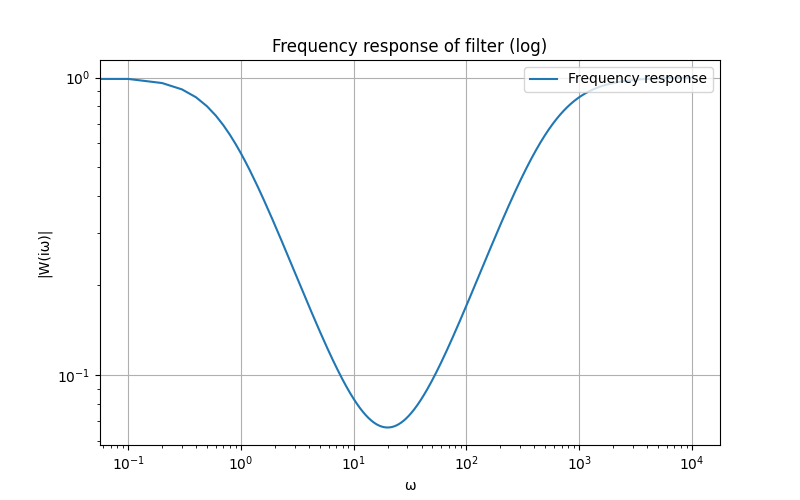 Frequency response of filter (log)
Frequency response
10⁰
10⁻¹
|W(iω)|
10⁻¹ 10⁰ 10¹ 10² 10³ 10⁴
ω